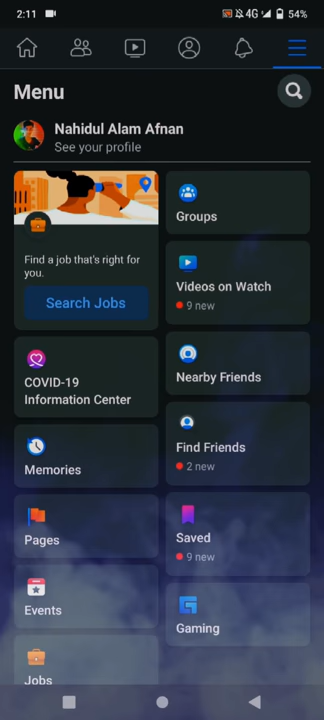 2:11
4G
54%
Menu
Nahidul Alam Afnan
See your profile
Find a job that's right for
you.
Search Jobs
COVID-19
Information Center
Memories
Pages
Events
Jobs
Groups
Videos on Watch
9 new
Nearby Friends
Find Friends
2 new
Saved
9 new
Gaming